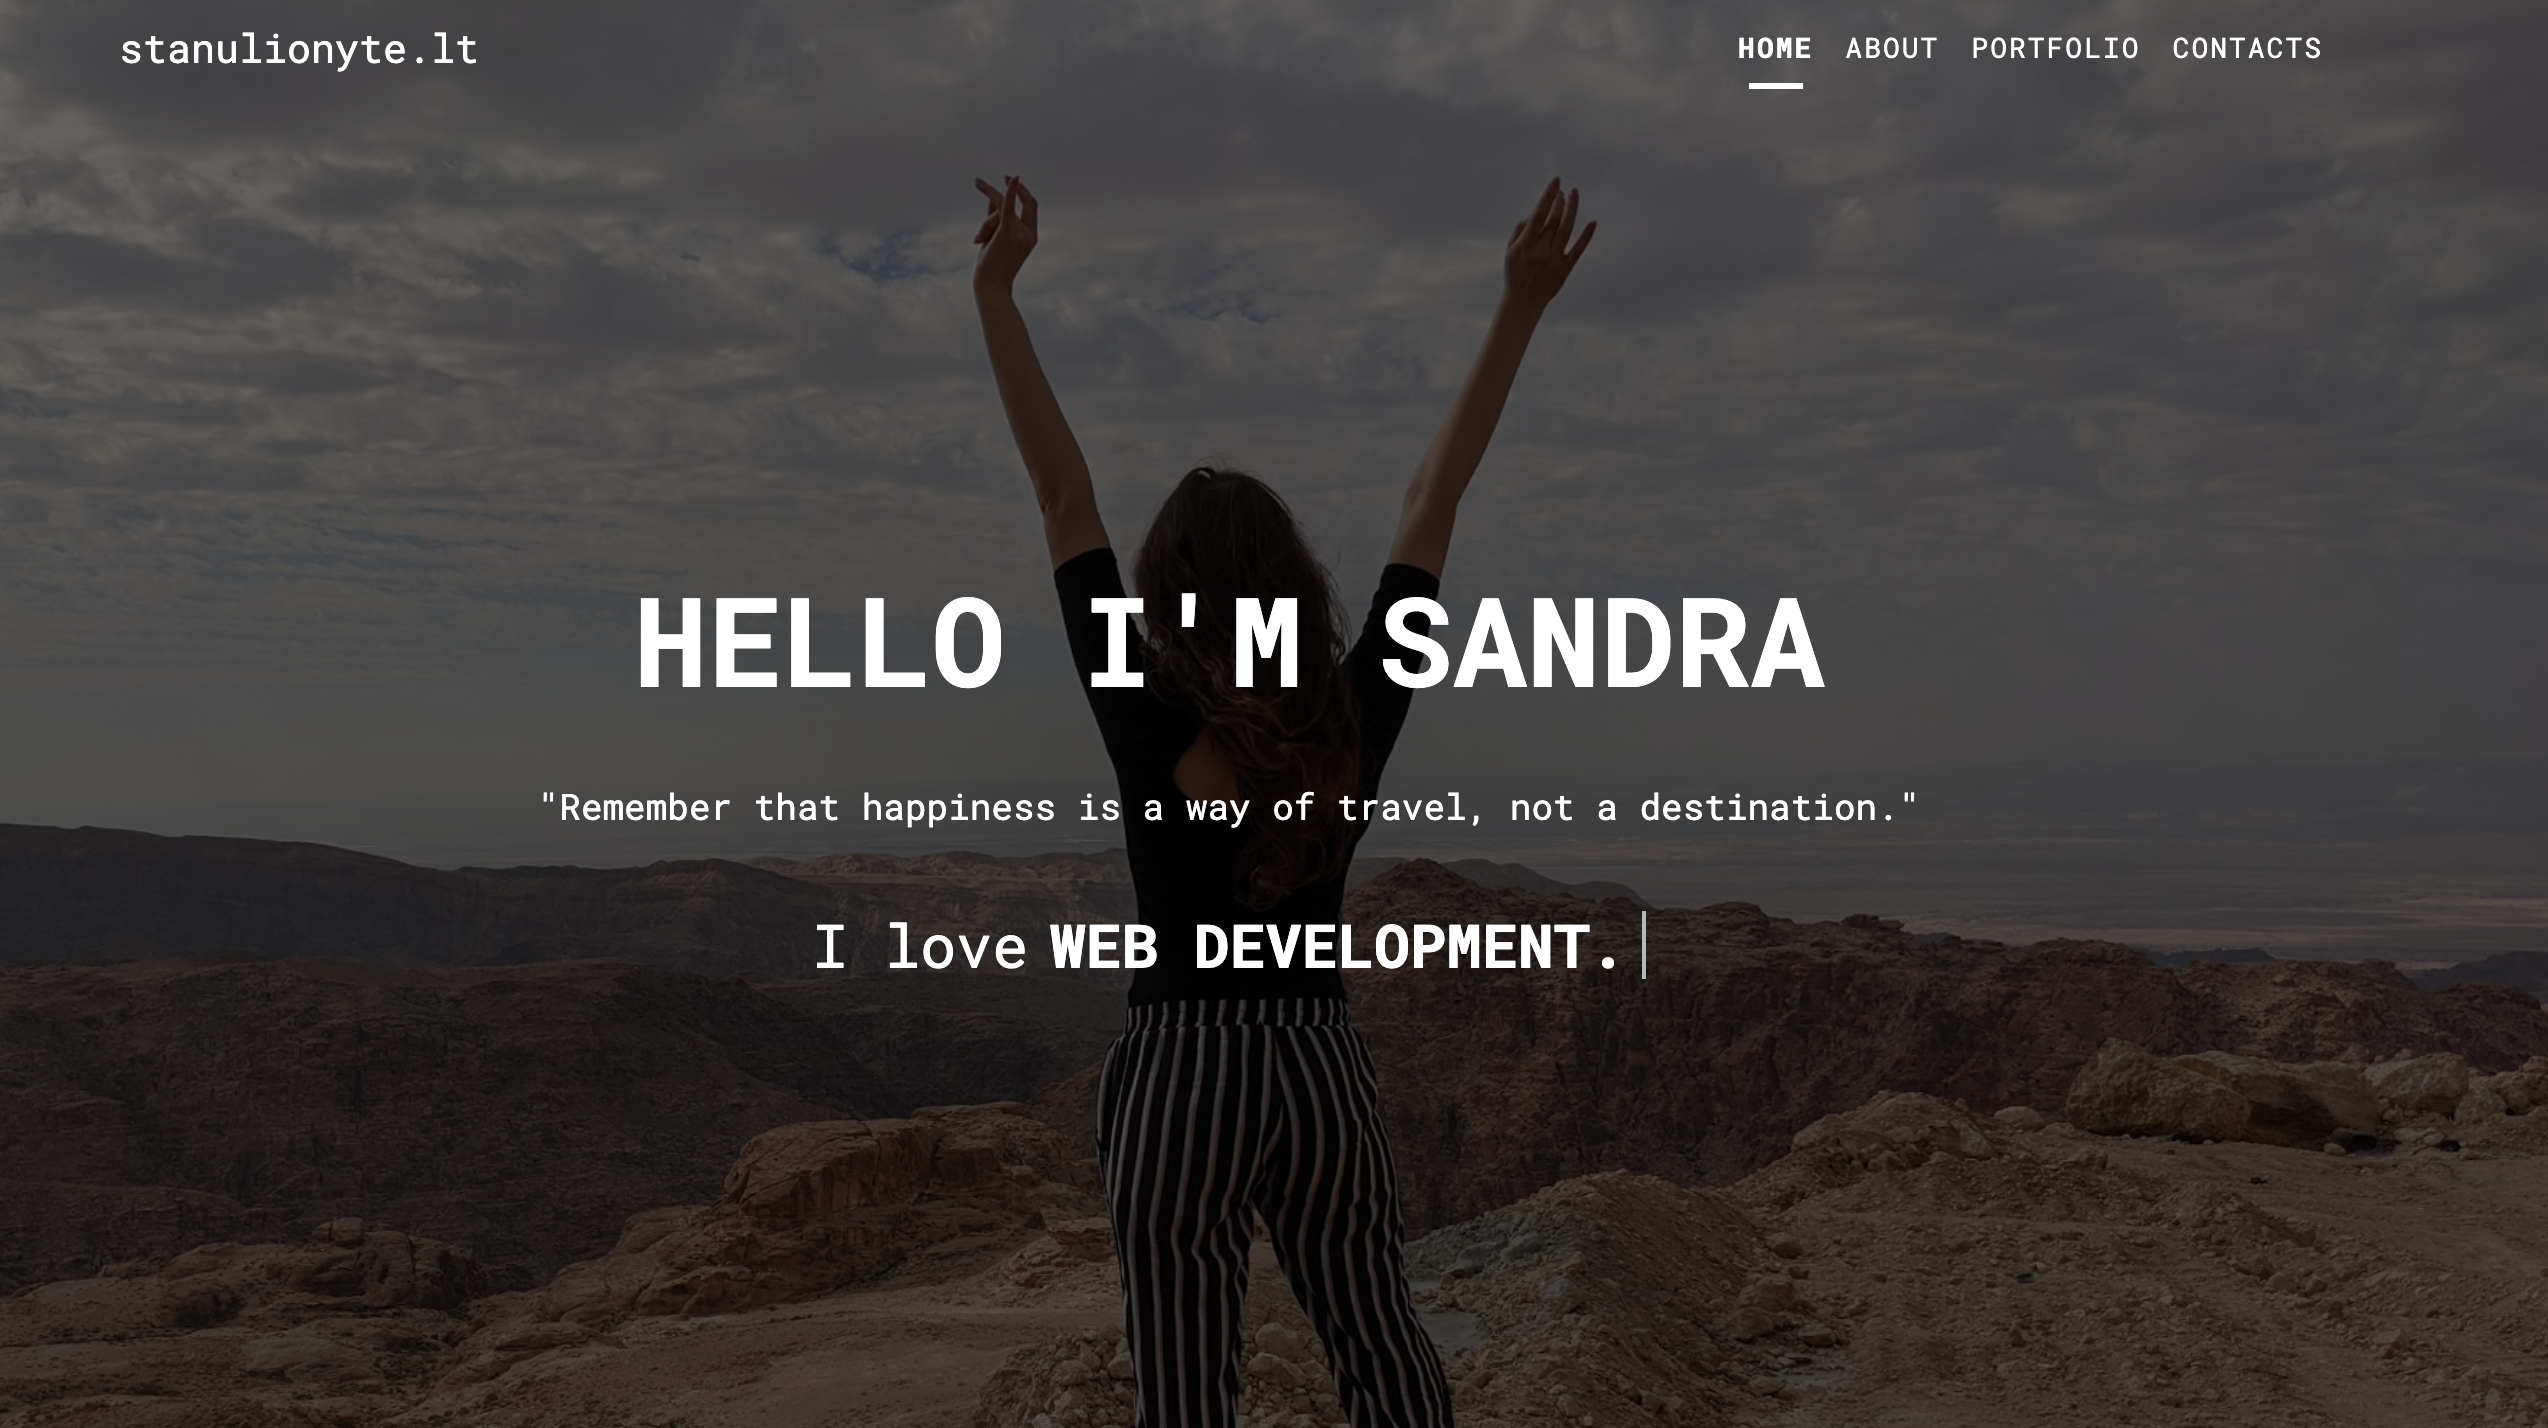 stanulionyte.lt
HOME ABOUT PORTFOLIO CONTACTS
HELLO I'M SANDRA
"Remember that happiness is a way of travel, not a destination."
I love WEB DEVELOPMENT.